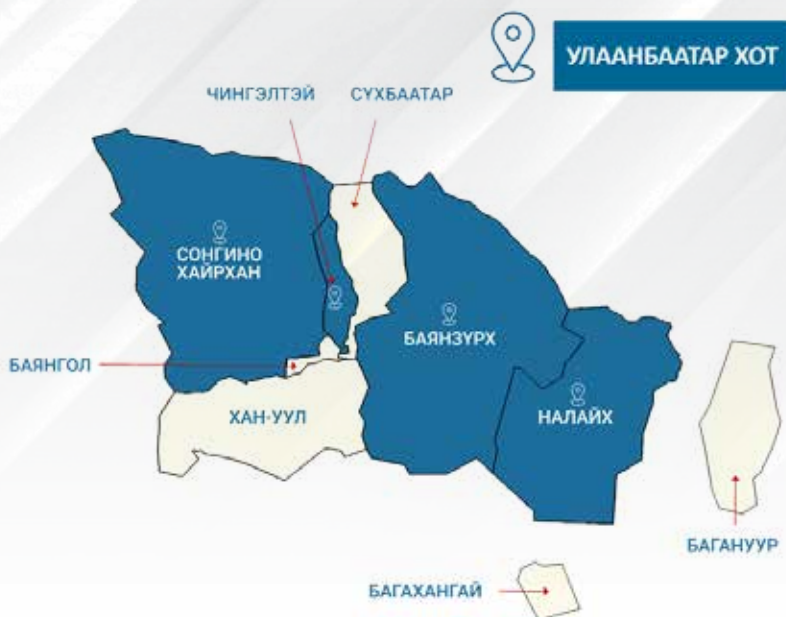 УЛААНБААТАР ХОТ
ЧИНГЭЛТЭЙ
СҮХБААТАР
СОНГИНО
ХАЙРХАН
БАЯНЗҮРХ
БАЯНГОЛ
ХАН-УУЛ
НАЛАЙХ
БАГАНУУР
БАГАХАНГАЙ